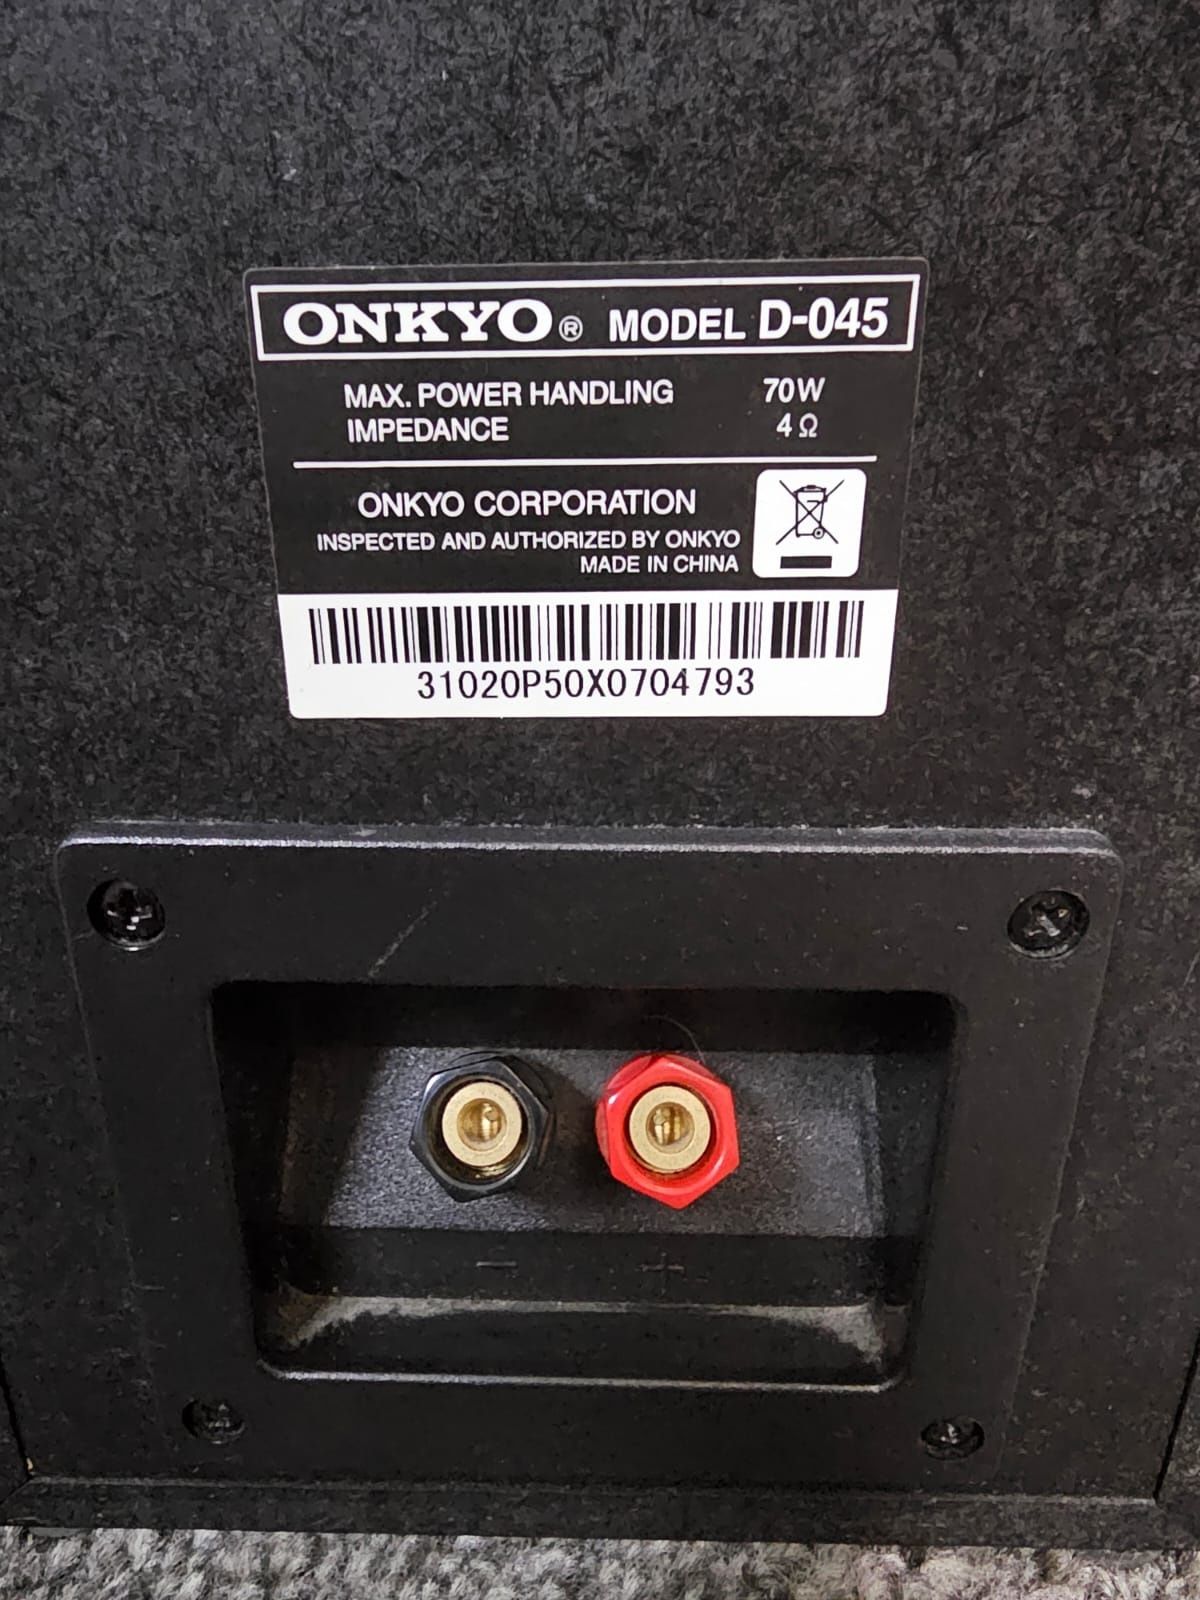 ONKYO® MODEL D-045
MAX. POWER HANDLING 70W
IMPEDANCE 4Ω
ONKYO CORPORATION
INSPECTED AND AUTHORIZED BY ONKYO
MADE IN CHINA
31020P50X0704793
− +